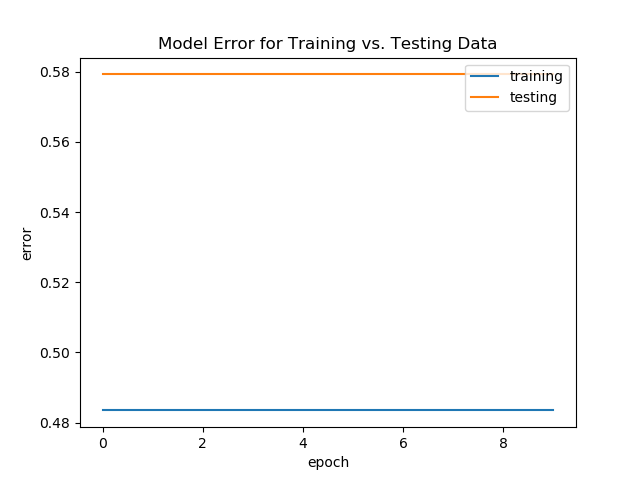 Model Error for Training vs. Testing Data
0.58
0.56
0.54
0.52
0.50
0.48
error
training
testing
0 2 4 6 8
epoch